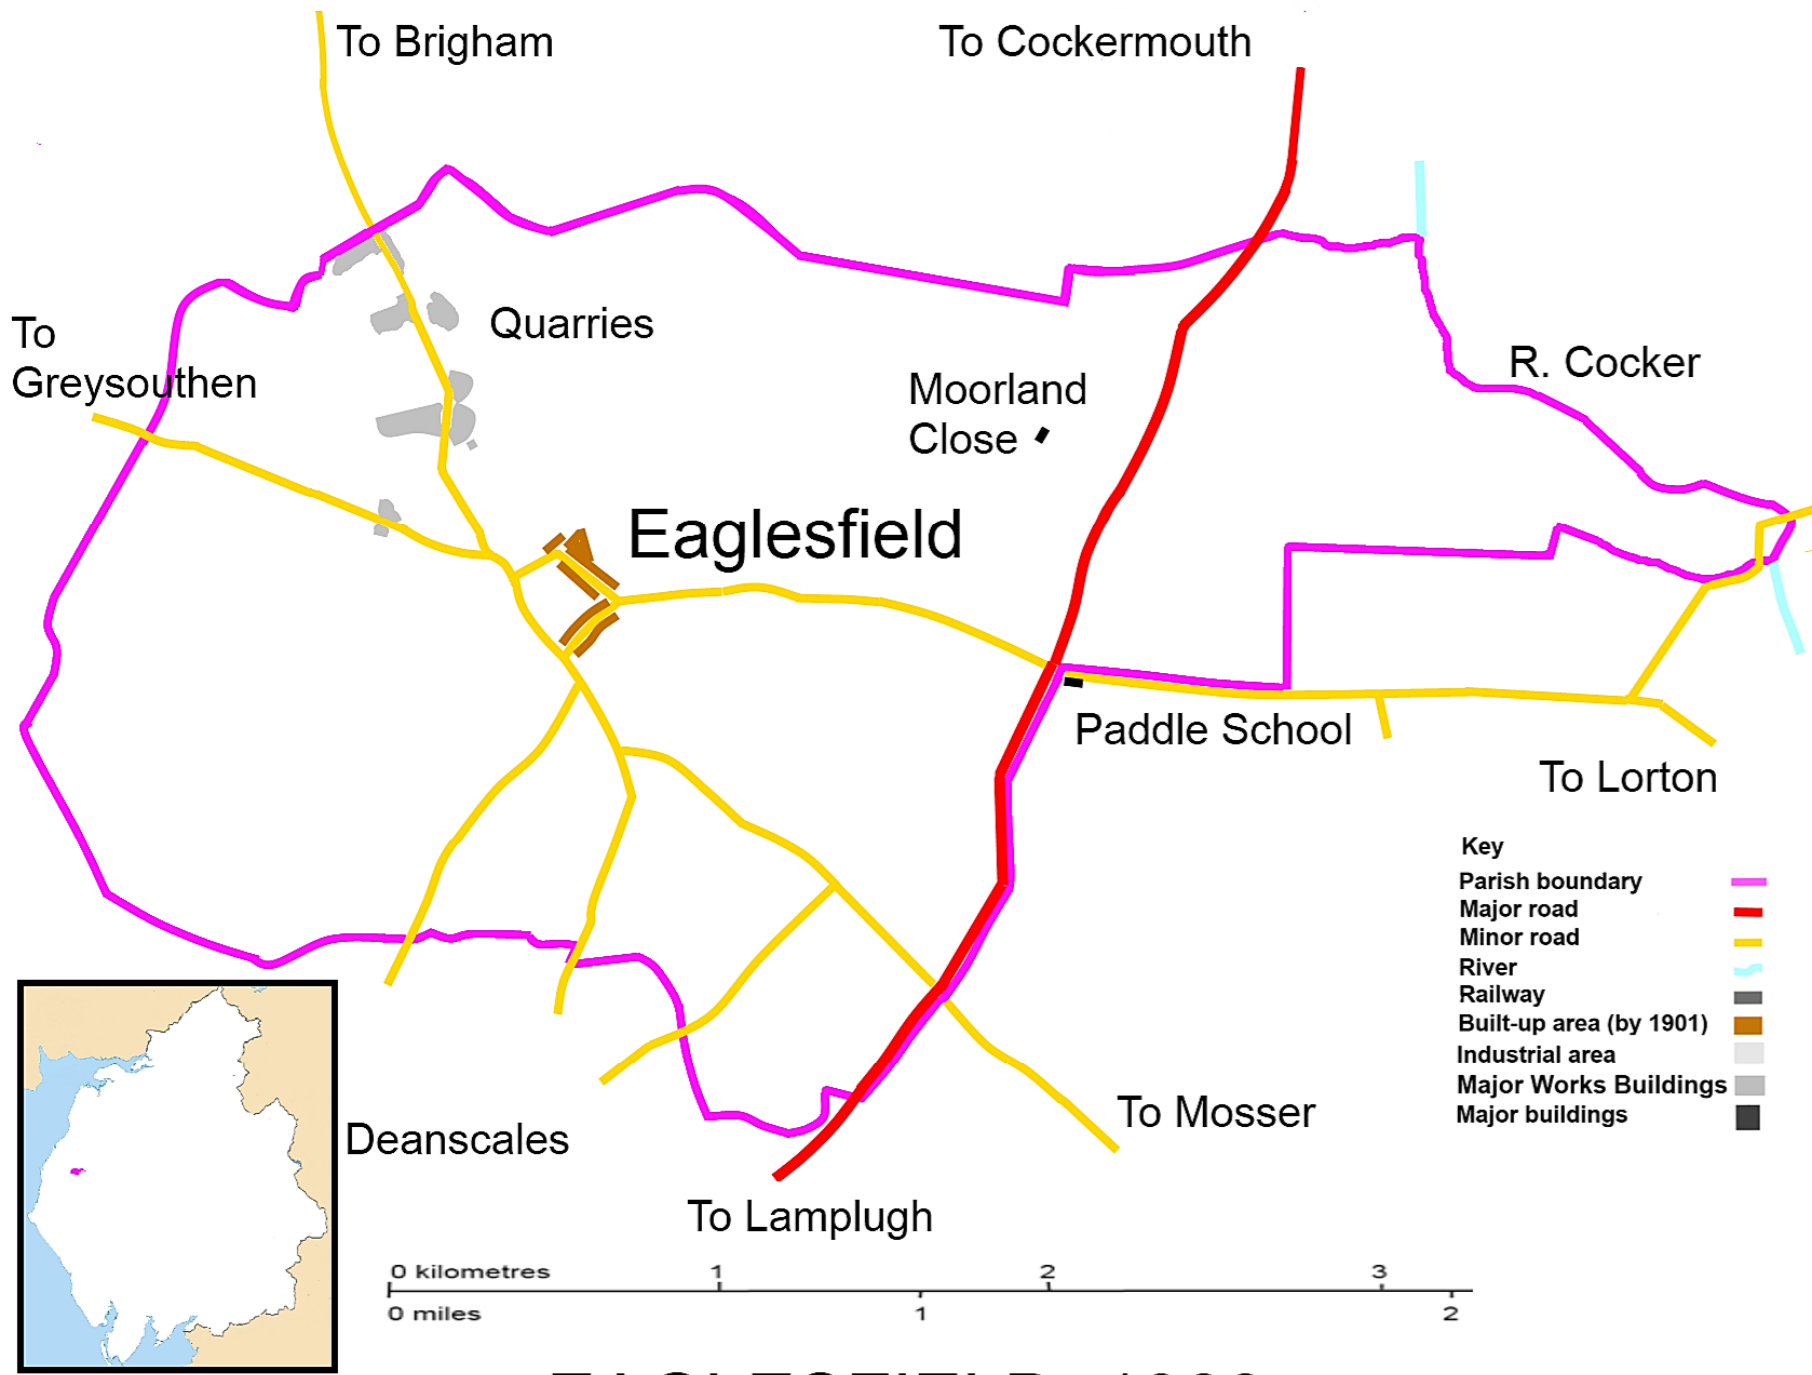 To Brigham
To Cockermouth
To
Greysouthen
Quarries
R. Cocker
Moorland
Close
Eaglesfield
Paddle School
To Lorton
Key
Parish boundary
Major road
Minor road
River
Railway
Built-up area (by 1901)
Industrial area
Major Works Buildings
Major buildings
Deanscales
To Mosser
To Lamplugh
0 kilometres 1 2 3
0 miles 1 2